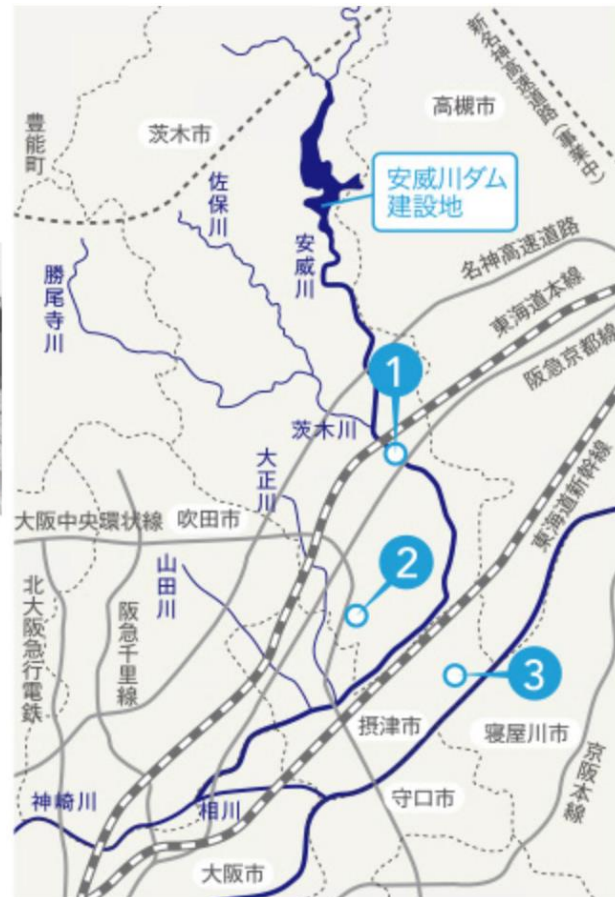 新名神高速道路(事業中)
高槻市
茨木市
豊能町
安威川ダム
建設地
佐保川
安威川
勝尾寺川
名神高速道路
東海道本線
阪急京都線
1
茨木川
東海道新幹線
大正川
大阪中央環状線
吹田市
山田川
2
北大阪急行電鉄
阪急千里線
3
摂津市
寝屋川市
京阪本線
神崎川
相川
守口市
大阪市